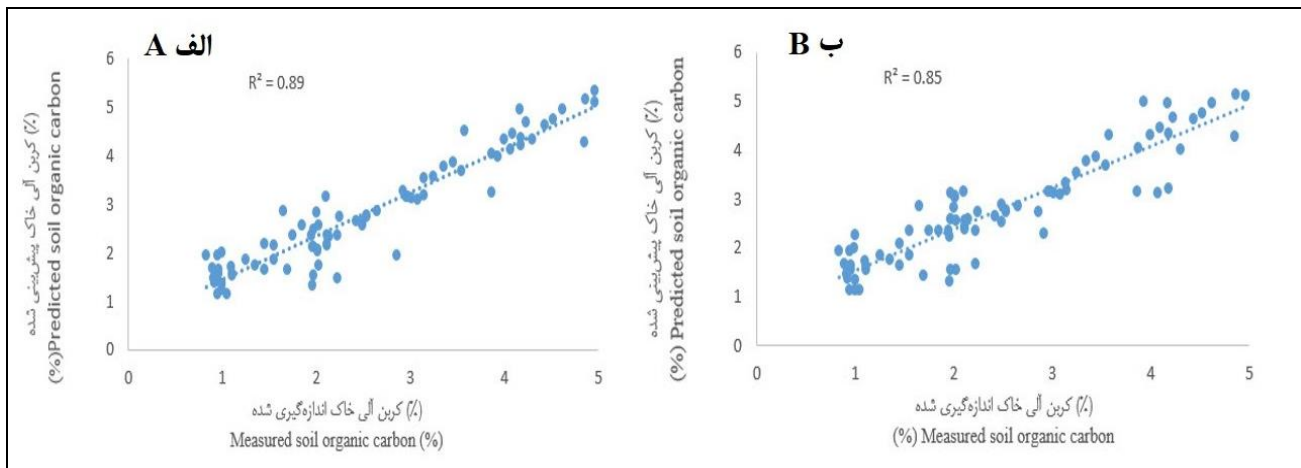 الف A
R² = 0.89
6
5
4
3
2
1
0
0 1 2 3 4 5
کربن آلی خاک پیش‌بینی شده (٪)
(%)Predicted soil organic carbon
(٪) کربن آلی خاک اندازه‌گیری شده
Measured soil organic carbon (%)
ب B
R² = 0.85
6
5
4
3
2
1
0
0 1 2 3 4 5
کربن آلی خاک پیش‌بینی شده (٪)
(%) Predicted soil organic carbon
(٪) کربن آلی خاک اندازه‌گیری شده
(%) Measured soil organic carbon